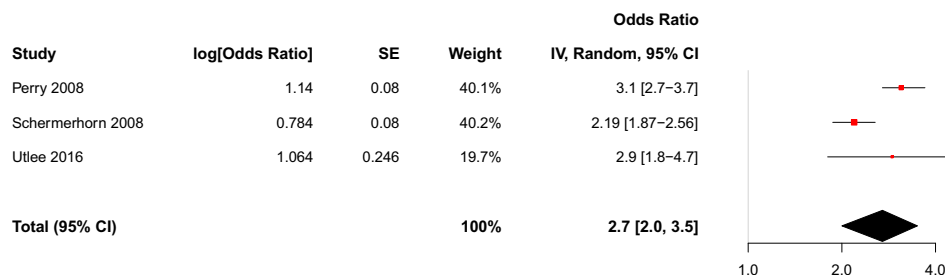 Odds Ratio
Study log[Odds Ratio] SE Weight IV, Random, 95% CI
Perry 2008 1.14 0.08 40.1% 3.1 [2.7−3.7]
Schermerhorn 2008 0.784 0.08 40.2% 2.19 [1.87−2.56]
Utlee 2016 1.064 0.246 19.7% 2.9 [1.8−4.7]
Total (95% CI) 100% 2.7 [2.0, 3.5]
1.0 2.0 4.0